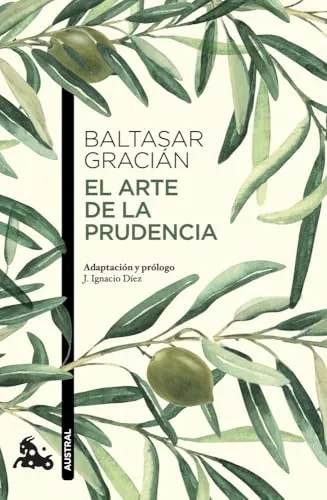 BALTASAR
GRACIÁN
EL ARTE
DE LA
PRUDENCIA
Adaptación y prólogo
J. Ignacio Díez
AUSTRAL